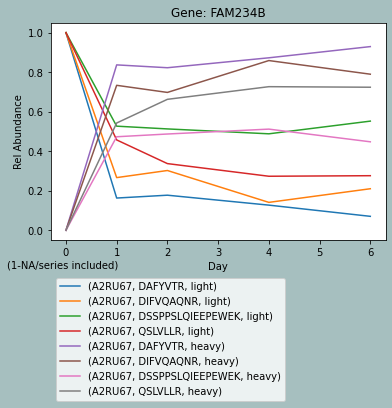 Gene: FAM234B
1.0
0.8
0.6
0.4
0.2
0.0
Rel Abundance
0 1 2 3 4 5 6
(1-NA/series included)
Day
(A2RU67, DAFYVTR, light)
(A2RU67, DIFVQAQNR, light)
(A2RU67, DSSPPSLQIEEPEWEK, light)
(A2RU67, QSLVLLR, light)
(A2RU67, DAFYVTR, heavy)
(A2RU67, DIFVQAQNR, heavy)
(A2RU67, DSSPPSLQIEEPEWEK, heavy)
(A2RU67, QSLVLLR, heavy)